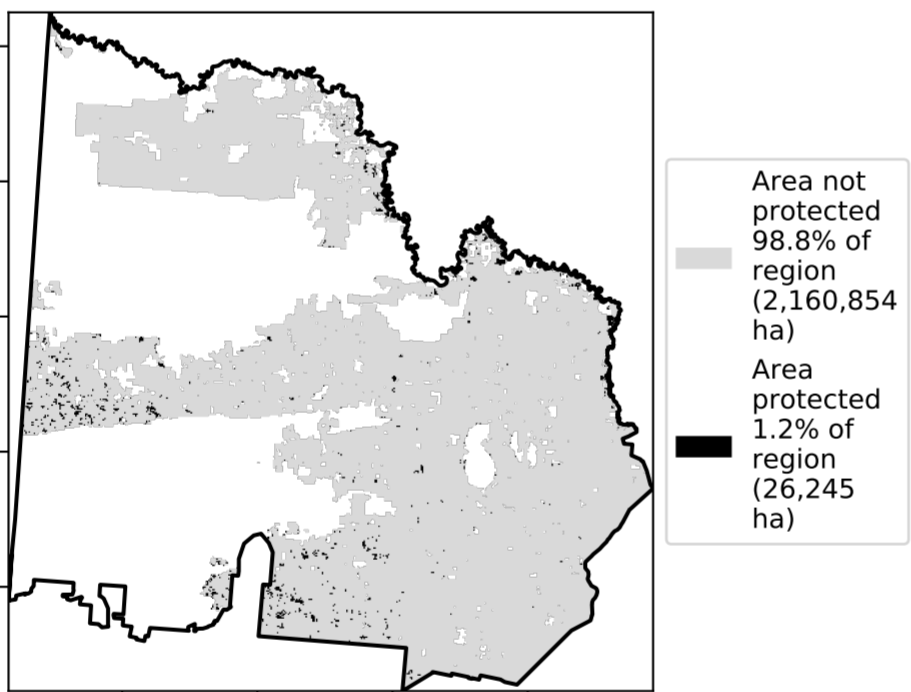 Area not
protected
98.8% of
region
(2,160,854
ha)
Area
protected
1.2% of
region
(26,245
ha)